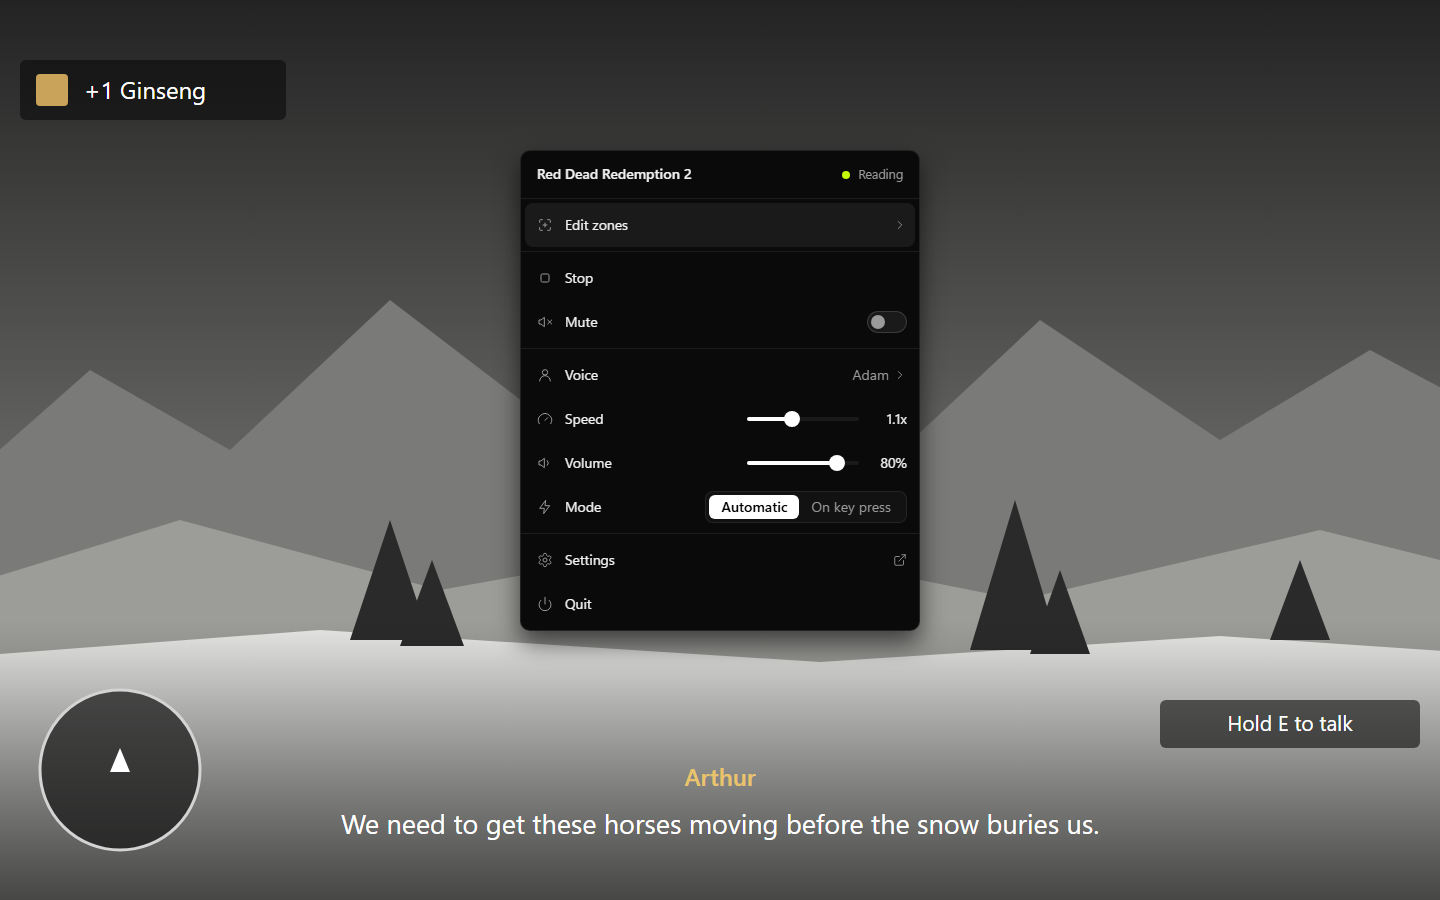 +1 Ginseng
Red Dead Redemption 2
Reading
Edit zones
Stop
Mute
Voice
Adam
Speed
1.1x
Volume
80%
Mode
Automatic
On key press
Settings
Quit
Hold E to talk
Arthur
We need to get these horses moving before the snow buries us.